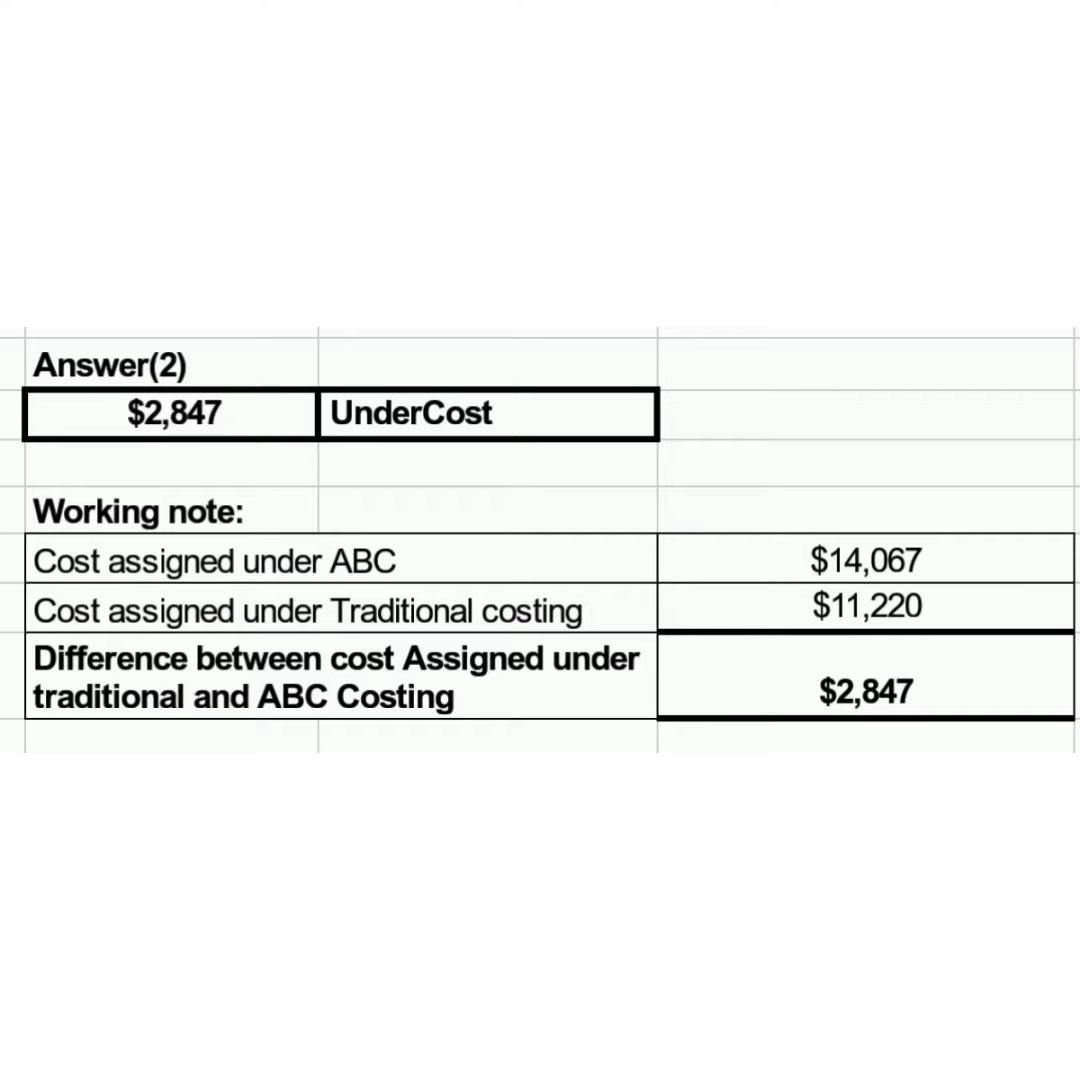 Answer(2)
$2,847 UnderCost
Working note:
Cost assigned under ABC $14,067
Cost assigned under Traditional costing $11,220
Difference between cost Assigned under
traditional and ABC Costing $2,847